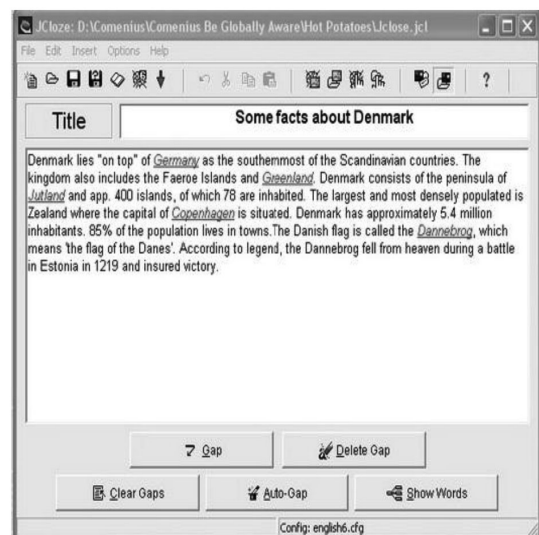 JCloze: D:\Comenius\Comenius Be Globally Aware\Hot Potatoes\Jclose.jcl
File Edit Insert Options Help
?
Title Some facts about Denmark
Denmark lies "on top" of Germany as the southernmost of the Scandinavian countries. The
kingdom also includes the Faeroe Islands and Greenland. Denmark consists of the peninsula of
Jutland and app. 400 islands, of which 78 are inhabited. The largest and most densely populated is
Zealand where the capital of Copenhagen is situated. Denmark has approximately 5.4 million
inhabitants. 85% of the population lives in towns.The Danish flag is called the Dannebrog, which
means 'the flag of the Danes'. According to legend, the Dannebrog fell from heaven during a battle
in Estonia in 1219 and insured victory.
Gap Delete Gap
Clear Gaps Auto-Gap Show Words
Config: english6.cfg